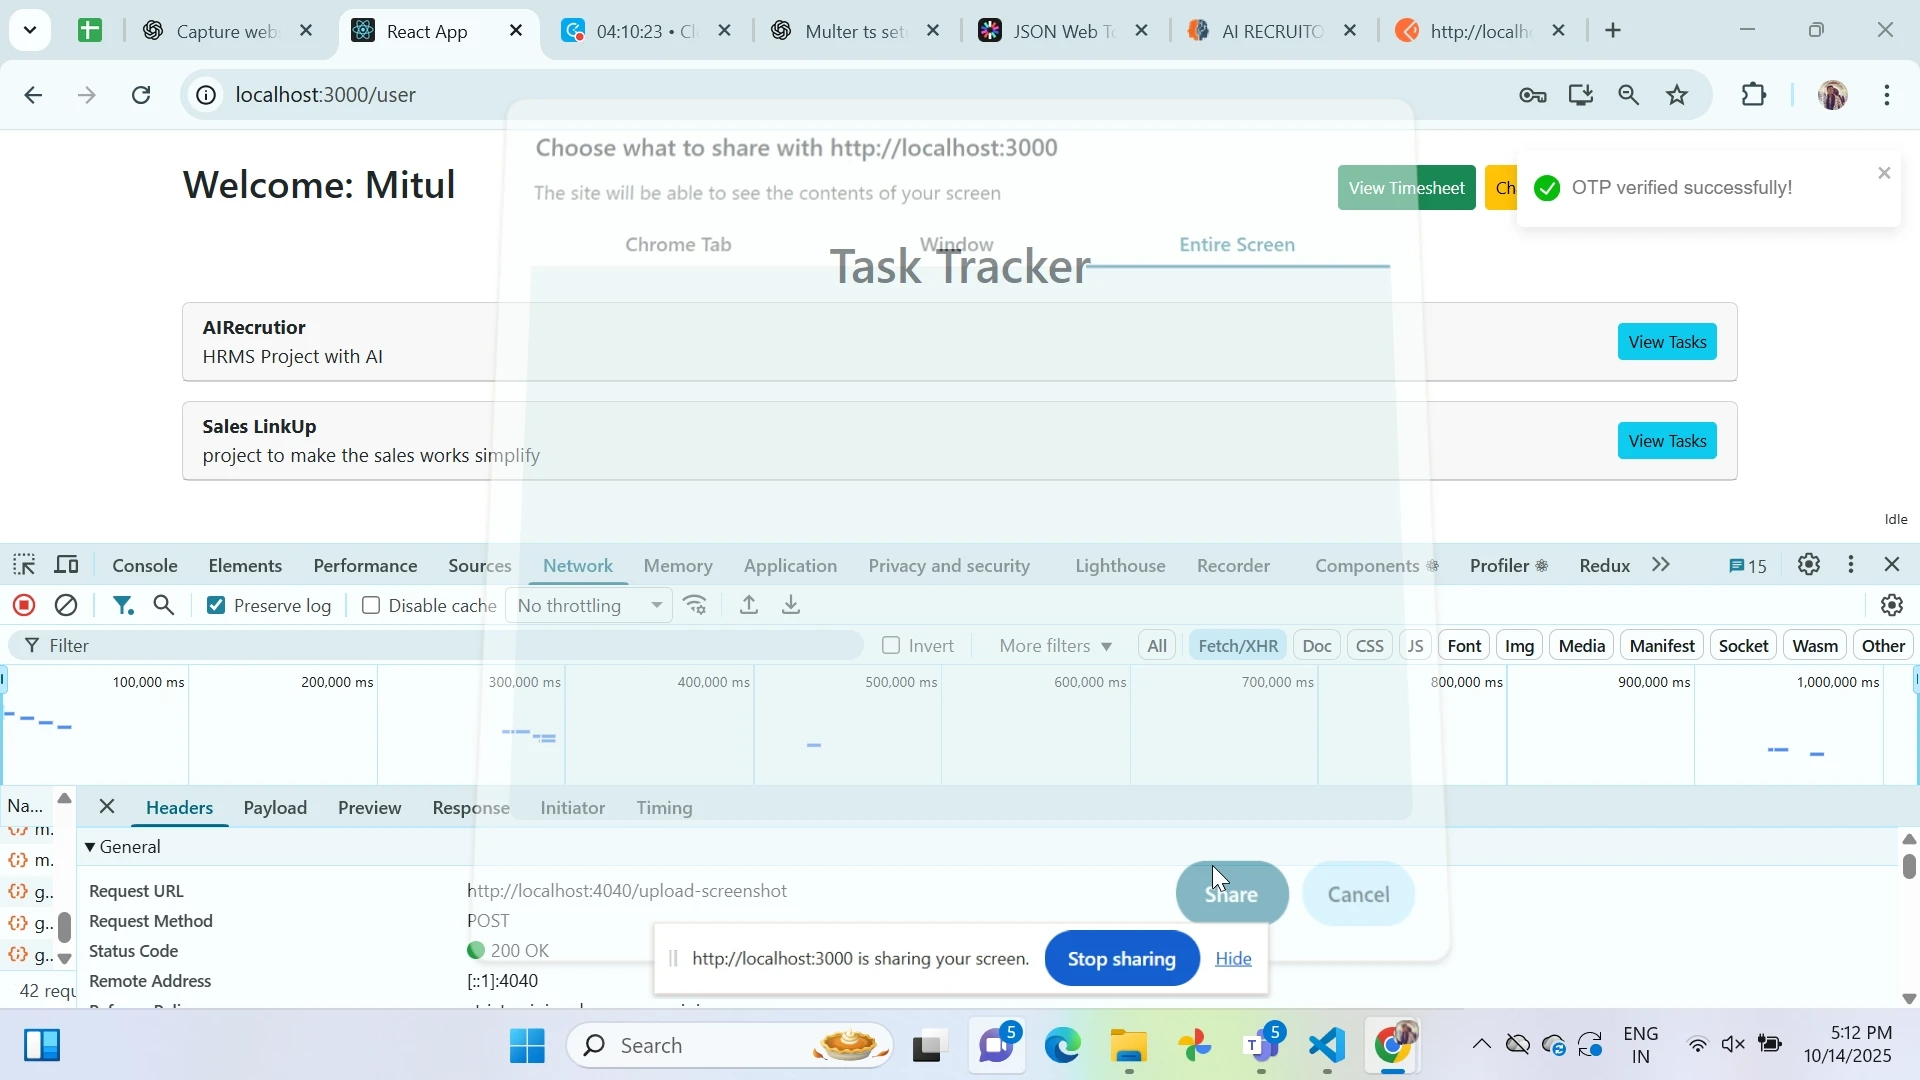 Capture web
React App
04:10:23 • Cl
Multer ts set
JSON Web To
AI RECRUITO
http://localh
localhost:3000/user
Choose what to share with http://localhost:3000
The site will be able to see the contents of your screen
Chrome Tab
Window
Entire Screen
Welcome: Mitul
View Timesheet
Ch
OTP verified successfully!
Task Tracker
AIRecrutior
HRMS Project with AI
View Tasks
Sales LinkUp
project to make the sales works simplify
View Tasks
Idle
Console Elements Performance Sources Network Memory Application Privacy and security Lighthouse Recorder Components Profiler Redux 15
Preserve log Disable cache No throttling
Filter Invert More filters All Fetch/XHR Doc CSS JS Font Img Media Manifest Socket Wasm Other
100,000 ms 200,000 ms 300,000 ms 400,000 ms 500,000 ms 600,000 ms 700,000 ms 800,000 ms 900,000 ms 1,000,000 ms
Na... Headers Payload Preview Response Initiator Timing
m.
m.
g..
g..
g..
42 requ
General
Request URL http://localhost:4040/upload-screenshot
Request Method POST
Status Code 200 OK
Remote Address [::1]:4040
Share
Cancel
http://localhost:3000 is sharing your screen. Stop sharing Hide
Search
5
5
ENG
IN
5:12 PM
10/14/2025